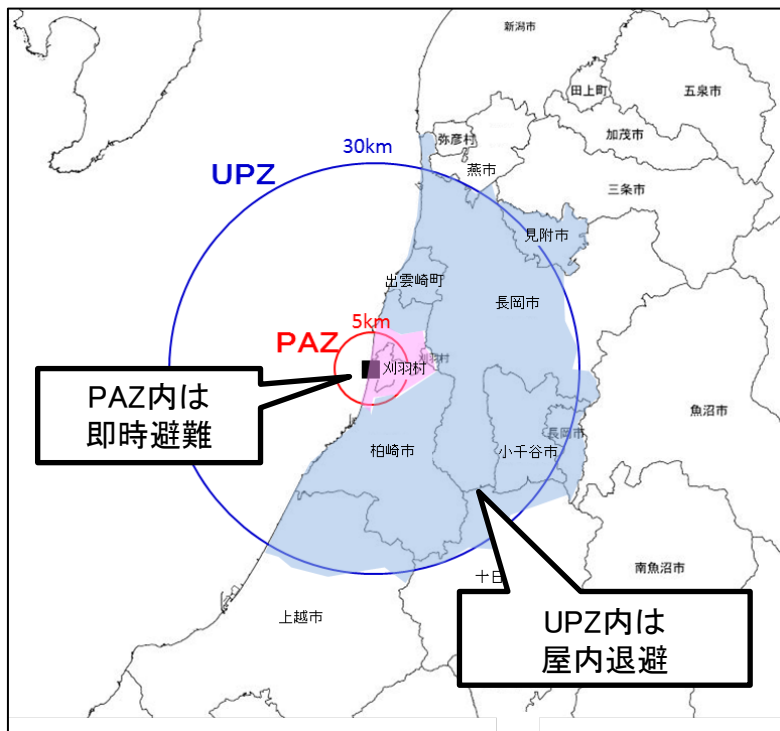 新潟市
田上町
五泉市
弥彦村
加茂市
30km
UPZ
燕市
三条市
見附市
出雲崎町
長岡市
5km
PAZ
刈羽村
刈羽村
PAZ内は
即時避難
魚沼市
長岡市
柏崎市
小千谷市
南魚沼市
十日
上越市
UPZ内は
屋内退避